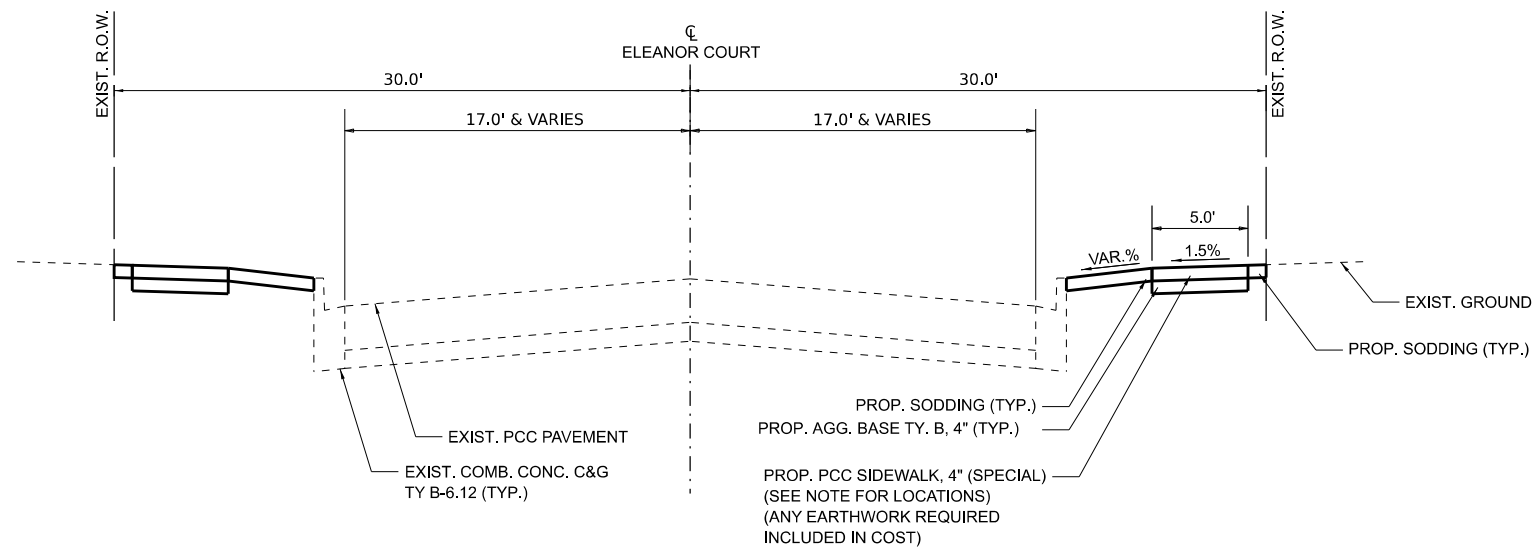 EXIST. R.O.W.
℄
ELEANOR COURT
EXIST. R.O.W.
30.0'
30.0'
17.0' & VARIES
17.0' & VARIES
5.0'
VAR.%
1.5%
EXIST. GROUND
PROP. SODDING (TYP.)
PROP. SODDING (TYP.)
PROP. AGG. BASE TY. B, 4" (TYP.)
EXIST. PCC PAVEMENT
EXIST. COMB. CONC. C&G
TY B-6.12 (TYP.)
PROP. PCC SIDEWALK, 4" (SPECIAL)
(SEE NOTE FOR LOCATIONS)
(ANY EARTHWORK REQUIRED
INCLUDED IN COST)